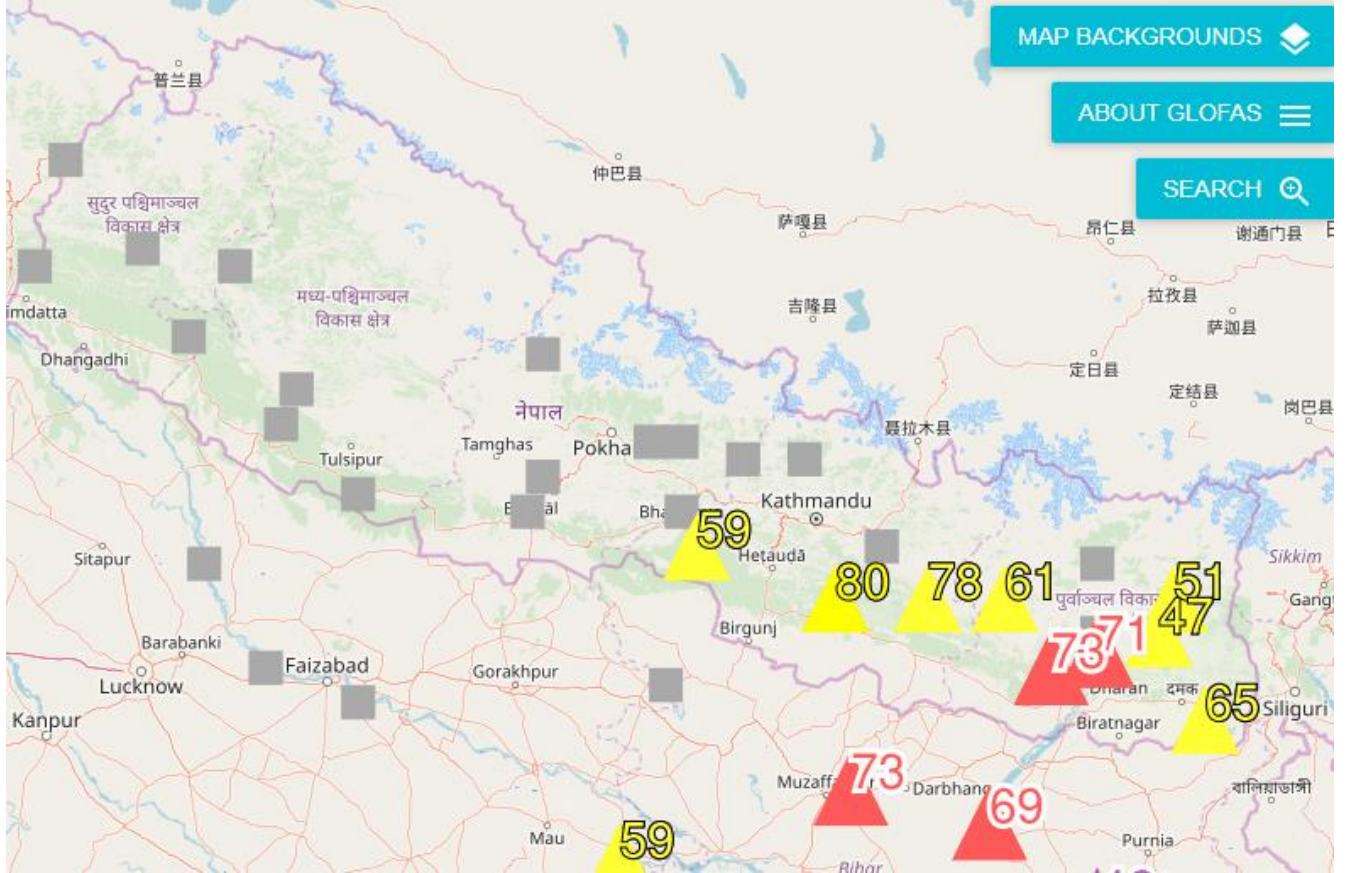 MAP BACKGROUNDS
普兰县
ABOUT GLOFAS
仲巴县
SEARCH
सुदुर पश्चिमाञ्चल
विकास क्षेत्र
萨嘎县
昂仁县
谢通门县
मध्य-पश्चिमाञ्चल
विकास क्षेत्र
拉孜县
imdatta
吉隆县
萨迦县
Dhangadhi
定日县
定结县
岗巴县
नेपाल
聂拉木县
Tamghas
Pokha
Tulsipur
Kathmandu
Bha
59
Sitapur
Hetaudā
Sikkim
80
78
61
51
पुर्वाञ्चल विका
Gangt
47
Birgunj
Barabanki
71
73
Faizabad
Gorakhpur
Lucknow
Dharan
दमक
65
Siliguri
Kanpur
Biratnagar
73
Muzaffa
Darbhang
বালিয়াডাঙ্গী
69
Mau
59
Purnia
Bihar